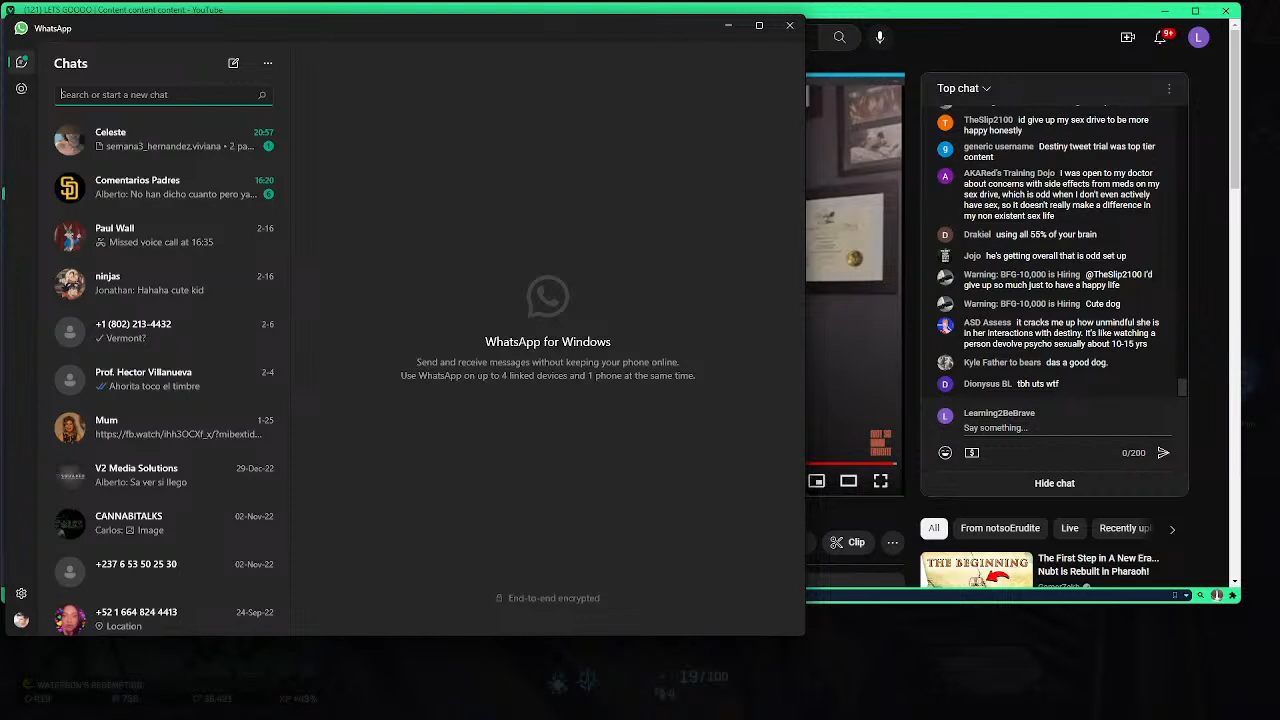 [121] LETS GOOOO | Content content content - YouTube
WhatsApp
Chats
Search or start a new chat
Celeste 20:57
semana3_hernandez.viviana • 2 pa... 1
Comentarios Padres 16:20
Alberto: No han dicho cuanto pero ya... 6
Paul Wall 2-16
Missed voice call at 16:35
ninjas 2-16
Jonathan: Hahaha cute kid
+1 (802) 213-4432 2-6
Vermont?
Prof. Hector Villanueva 2-4
Ahorita toco el timbre
Mum 1-25
https://fb.watch/ihh3OCXf_x/?mibextid...
V2 Media Solutions 29-Dec-22
Alberto: Sa ver si llego
CANNABITALKS 02-Nov-22
Carlos: Image
+237 6 53 50 25 30 02-Nov-22
+52 1 664 824 4413 24-Sep-22
Location
WhatsApp for Windows
Send and receive messages without keeping your phone online.
Use WhatsApp on up to 4 linked devices and 1 phone at the same time.
End-to-end encrypted
9+
L
Top chat
T TheSlip2100 id give up my sex drive to be more
happy honestly
g generic username Destiny tweet trial was top tier
content
A AKARed's Training Dojo I was open to my doctor
about concerns with side effects from meds on my
sex drive, which is odd when I don't even actively
have sex, so it doesn't really make a difference in
my non existent sex life
D Drakiel using all 55% of your brain
Jojo he's getting overall that is odd set up
Warning: BFG-10,000 is Hiring @TheSlip2100 I'd
give up so much just to have a happy life
Warning: BFG-10,000 is Hiring Cute dog
ASD Assess it cracks me up how unmindful she is
in her interactions with destiny. it's like watching a
person devolve psycho sexually about 10-15 yrs
Kyle Father to bears das a good dog.
D Dionysus BL tbh uts wtf
L Learning2BeBrave
Say something...
0/200
Hide chat
NOT SO ERUDITE
Clip
All From notsoErudite Live Recently upl
THE BEGINNING
The First Step in A New Era...
Nubt Is Rebuilt in Pharaoh!
GamerZakh
WATERSON'S REDEMPTION
19/100
4